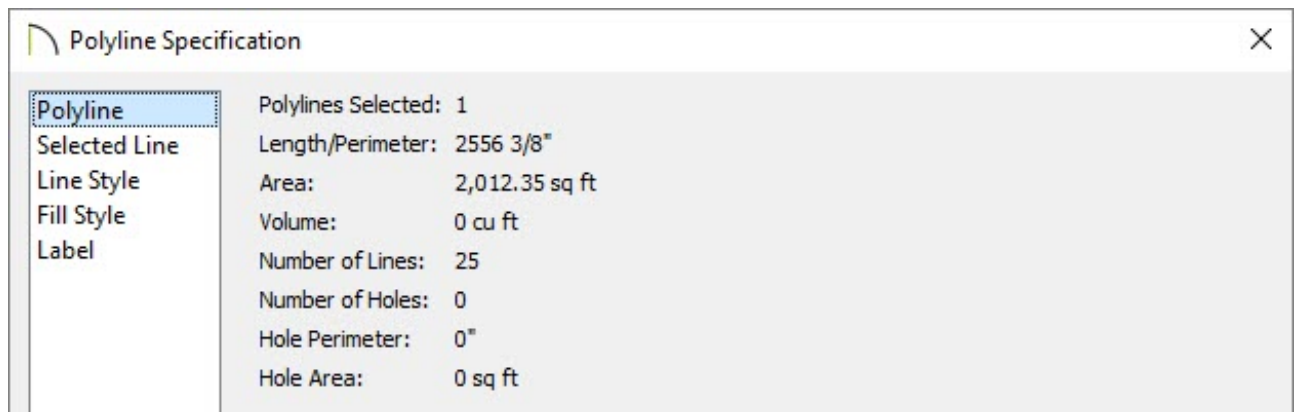 Polyline Specification
Polyline
Selected Line
Line Style
Fill Style
Label
Polylines Selected: 1
Length/Perimeter: 2556 3/8"
Area: 2,012.35 sq ft
Volume: 0 cu ft
Number of Lines: 25
Number of Holes: 0
Hole Perimeter: 0"
Hole Area: 0 sq ft